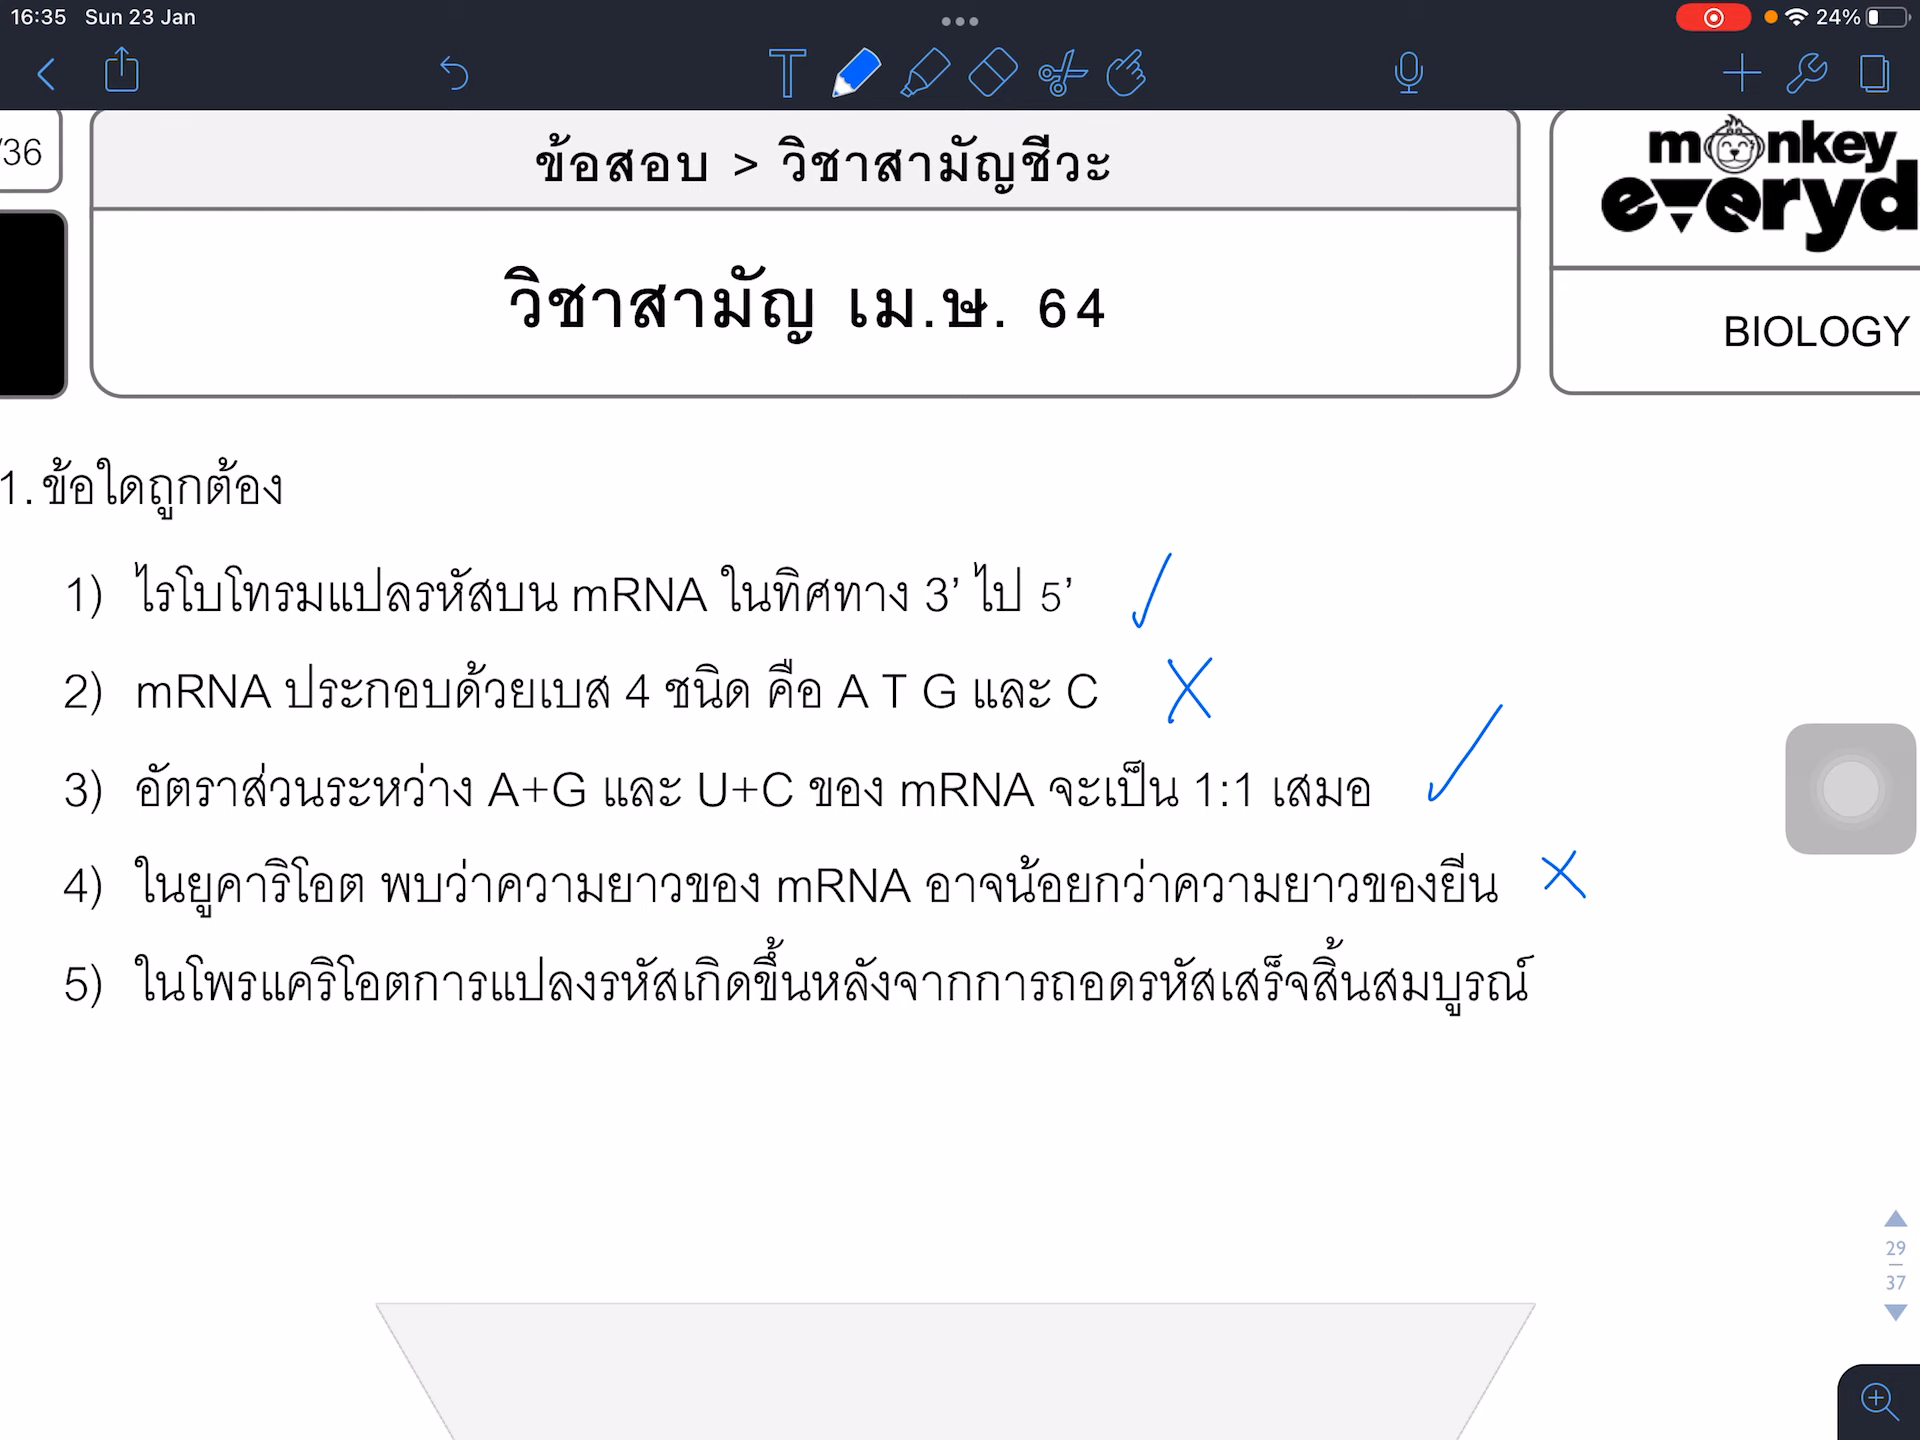 16:35 Sun 23 Jan
24%
/36
ข้อสอบ > วิชาสามัญชีวะ
วิชาสามัญ เม.ษ. 64
monkey
everyd
BIOLOGY
1. ข้อใดถูกต้อง
1) ไรโบโทรมแปลรหัสบน mRNA ในทิศทาง 3’ ไป 5’
2) mRNA ประกอบด้วยเบส 4 ชนิด คือ A T G และ C
3) อัตราส่วนระหว่าง A+G และ U+C ของ mRNA จะเป็น 1:1 เสมอ
4) ในยูคาริโอต พบว่าความยาวของ mRNA อาจน้อยกว่าความยาวของยีน
5) ในโพรแคริโอตการแปลงรหัสเกิดขึ้นหลังจากการถอดรหัสเสร็จสิ้นสมบูรณ์
29
37